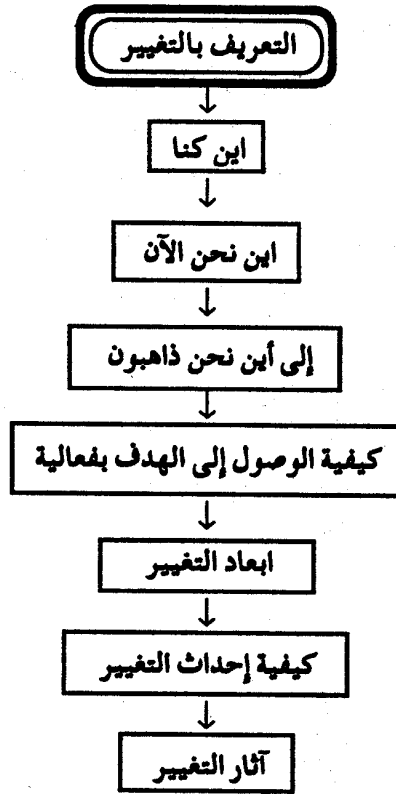 التعريف بالتغيير
اين كنا
اين نحن الآن
إلى أين نحن ذاهبون
كيفية الوصول إلى الهدف بفعالية
ابعاد التغيير
كيفية إحداث التغيير
آثار التغيير